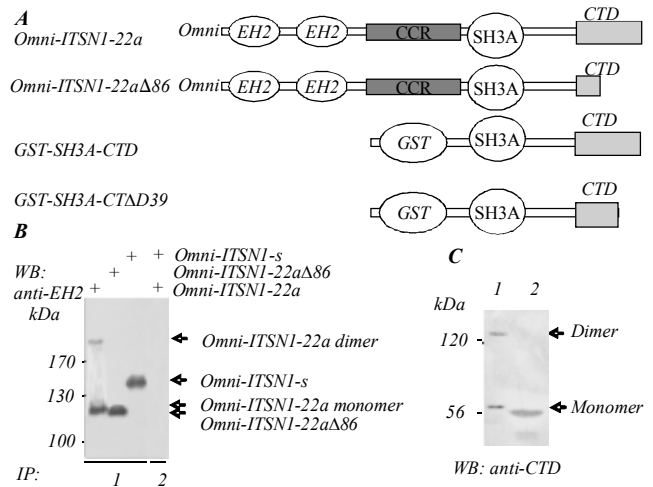 A
Omni-ITSN1-22a
Omni EH2 EH2 CCR SH3A CTD
Omni-ITSN1-22aΔ86
Omni EH2 EH2 CCR SH3A CTD
GST-SH3A-CTD
GST SH3A CTD
GST-SH3A-CTΔD39
GST SH3A CTD
B
+ + Omni-ITSN1-s
WB: + Omni-ITSN1-22aΔ86
anti-EH2 + + Omni-ITSN1-22a
kDa
Omni-ITSN1-22a dimer
170
Omni-ITSN1-s
130
Omni-ITSN1-22a monomer
Omni-ITSN1-22aΔ86
100
IP: 1 2
C
1 2
kDa
120 Dimer
56 Monomer
WB: anti-CTD